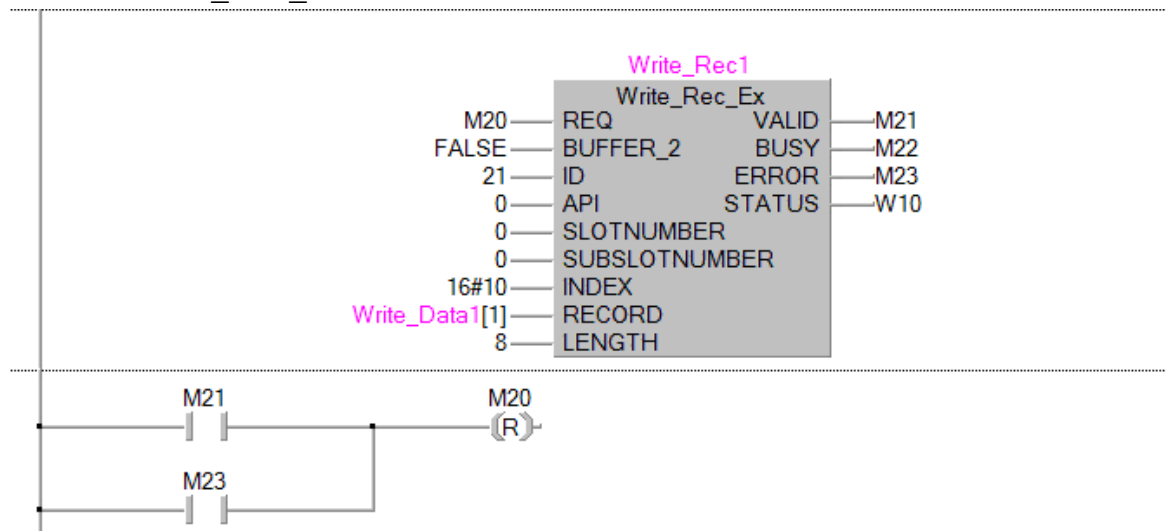 Write_Rec1
Write_Rec_Ex
M20 REQ VALID M21
FALSE BUFFER_2 BUSY M22
21 ID ERROR M23
0 API STATUS W10
0 SLOTNUMBER
0 SUBSLOTNUMBER
16#10 INDEX
Write_Data1[1] RECORD
8 LENGTH
M21 M20
(R)
M23